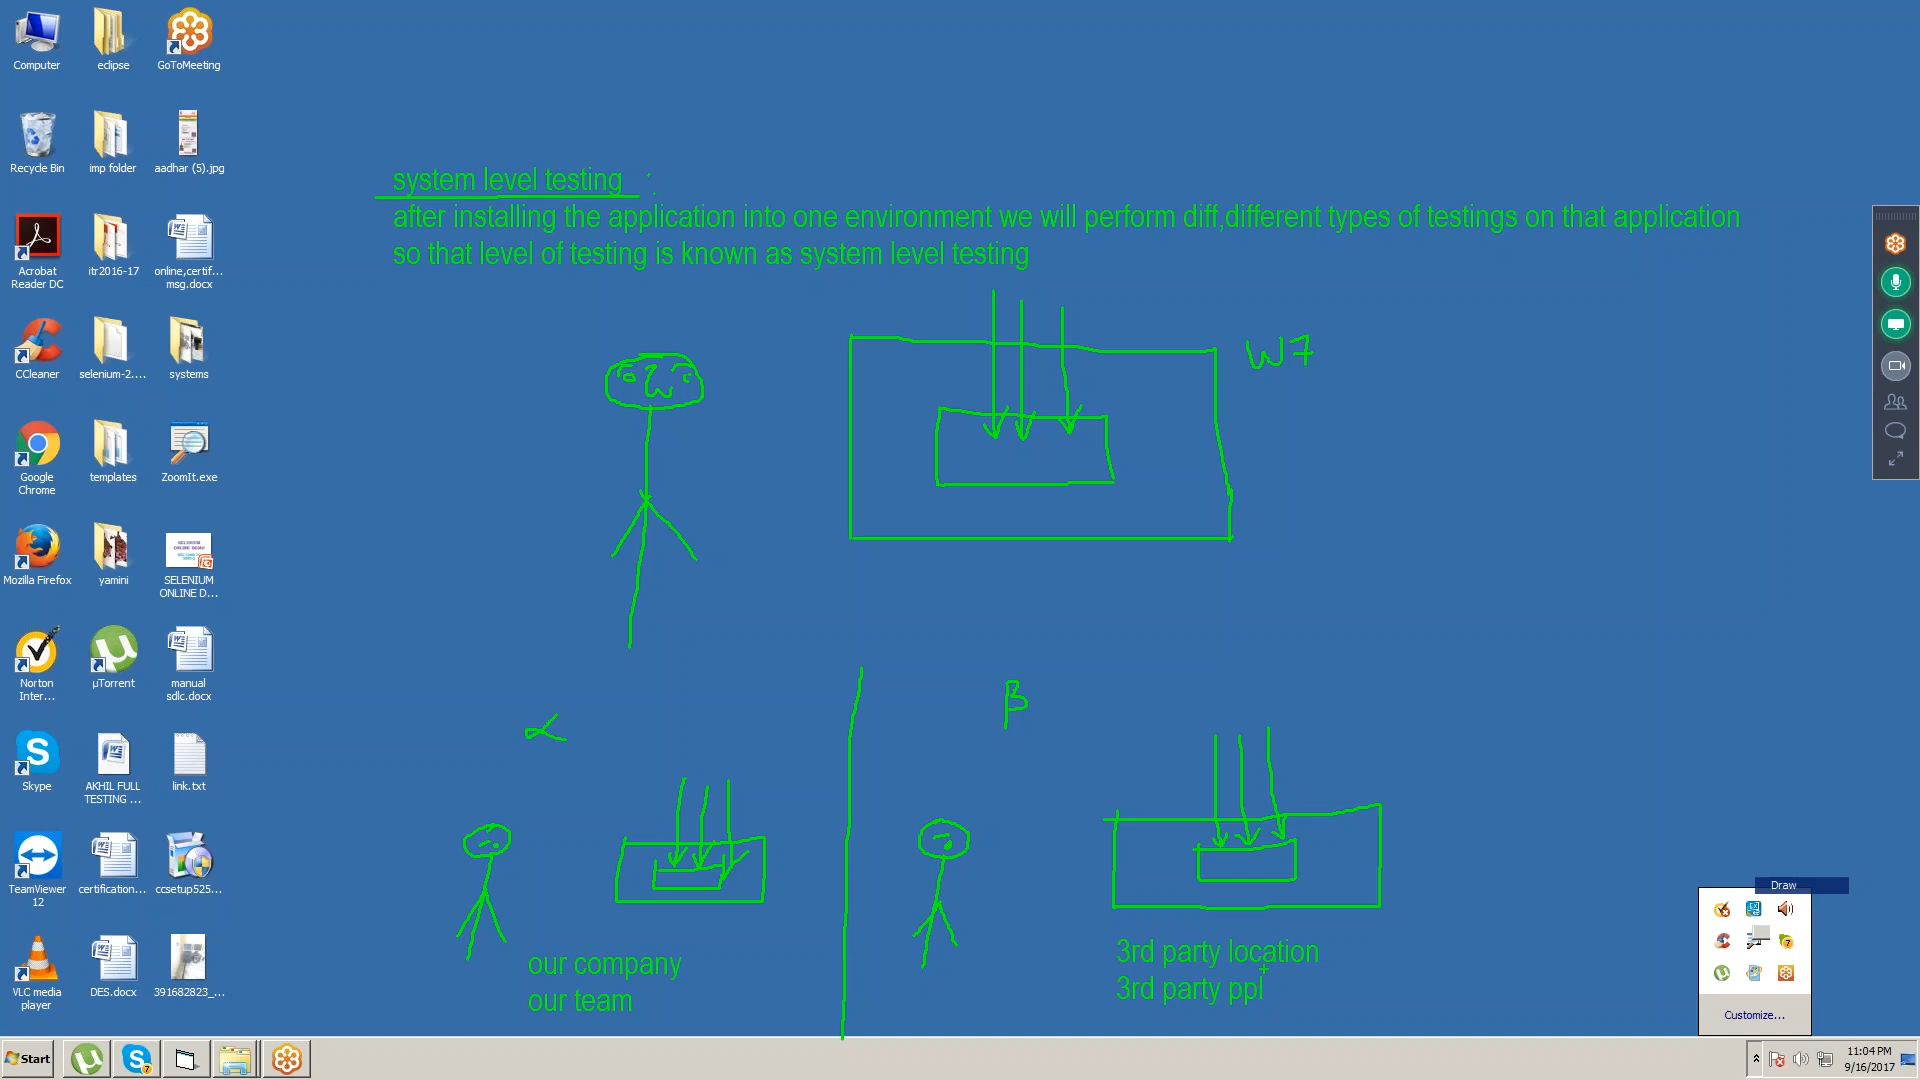 Computer
eclipse
GoToMeeting
Recycle Bin
imp folder
aadhar (5).jpg
system level testing :
after installing the application into one environment we will perform diff,different types of testings on that application
so that level of testing is known as system level testing
Acrobat
Reader DC
itr2016-17
online,certif...
msg.docx
W7
CCleaner
selenium-2....
systems
Google
Chrome
templates
ZoomIt.exe
Mozilla Firefox
yamini
SELENIUM
ONLINE D...
Norton
Inter...
µTorrent
manual
sdlc.docx
α
β
Skype
AKHIL FULL
TESTING ...
link.txt
TeamViewer
12
certification...
ccsetup525...
Draw
our company
our team
3rd party location
3rd party ppl
VLC media
player
DES.docx
391682823_...
Customize...
Start
11:04 PM
9/16/2017